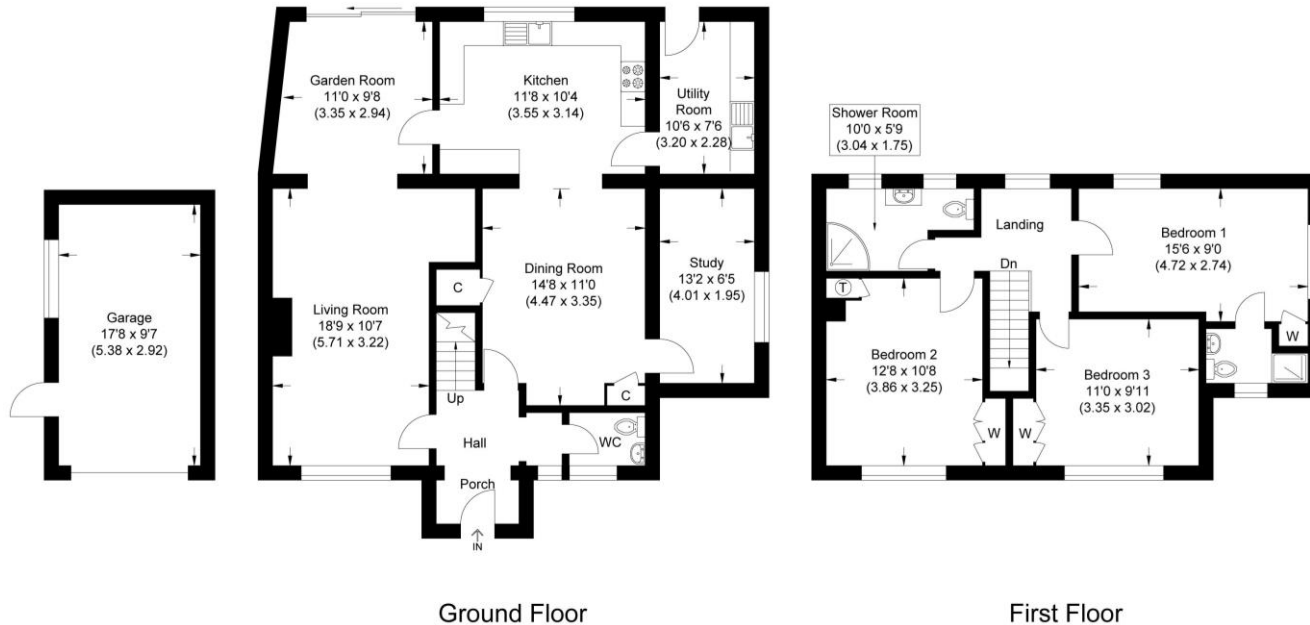 Garden Room
11'0 x 9'8
(3.35 x 2.94)
Kitchen
11'8 x 10'4
(3.55 x 3.14)
Utility
Room
10'6 x 7'6
(3.20 x 2.28)
Garage
17'8 x 9'7
(5.38 x 2.92)
Living Room
18'9 x 10'7
(5.71 x 3.22)
C
Dining Room
14'8 x 11'0
(4.47 x 3.35)
Study
13'2 x 6'5
(4.01 x 1.95)
C
Up
Hall
WC
Porch
IN
Shower Room
10'0 x 5'9
(3.04 x 1.75)
Landing
Dn
Bedroom 1
15'6 x 9'0
(4.72 x 2.74)
T
W
Bedroom 2
12'8 x 10'8
(3.86 x 3.25)
W
W
Bedroom 3
11'0 x 9'11
(3.35 x 3.02)
Ground Floor
First Floor